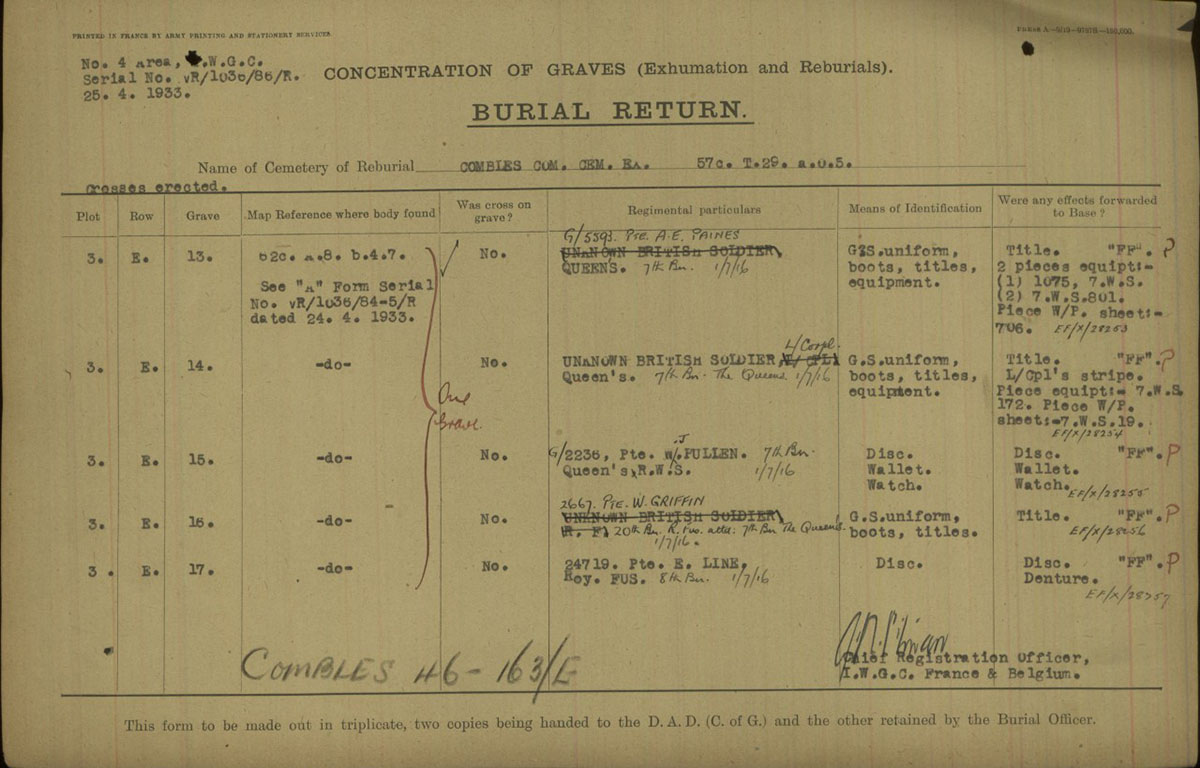 PRINTED IN FRANCE BY ARMY PRINTING AND STATIONERY SERVICES.
No. 4 Area, .W.G.C.
Serial No. vR/1036/86/R.
25. 4. 1933.
CONCENTRATION OF GRAVES (Exhumation and Reburials).
BURIAL RETURN.
Name of Cemetery of Reburial COMBLES COM. CEM. Ex. 57c. T.29. a.0.3.
Crosses erected.
Plot Row Grave Map Reference where body found Was cross on grave? Regimental particulars Means of Identification Were any effects forwarded to Base?
G/5593. Pte. A.E. PAINES
3. E. 13. 62c. A.8. b.4.7. No. UNKNOWN BRITISH SOLDIER G.S.uniform, Title. "FF". P
QUEEN'S. 7th Bn. 1/7/16 boots, titles, 2 pieces equipt:-
See "A" Form Serial equipment. (1) 1075, 7.W.S.
No. vR/1036/84-5/R (2) 7.W.S.801.
dated 24. 4. 1933. Piece W/P. sheet:-
706. EF/X/28253
L/Corpl.
3. E. 14. -do- No. UNKNOWN BRITISH SOLDIER L/CPL G.S.uniform, Title. "FF". P
Queen's. 7th Bn. The Queens 1/7/16 boots, titles, L/Cpl's stripe.
One equipment. Piece equipt:- 7.W.S.
Grave. 172. Piece W/P.
sheet:-7.W.S.19.
EF/X/28254
J
3. E. 15. -do- No. G/2236, Pte. W. PULLEN. 7th Bn. Disc. Disc. "FF". P
Queen's R.W.S. 1/7/16 Wallet. Wallet.
Watch. Watch. EF/X/28255
2667. Pte. W. GRIFFIN
3. E. 16. -do- No. UNKNOWN BRITISH SOLDIER G.S.uniform, Title. "FF". P
R. F. 20th Bn. R. Fus. attd. 7th Bn The Queens. boots, titles. EF/X/28256
1/7/16.
3. E. 17. -do- No. 24719. Pte. E. LINE, Disc. Disc. "FF". P
Roy. FUS. 8th Bn. 1/7/16 Denture.
EF/X/28257
COMBLES 46 - 163/E
Chief Registration Officer,
I.W.G.C. France & Belgium.
This form to be made out in triplicate, two copies being handed to the D. A. D. (C. of G.) and the other retained by the Burial Officer.